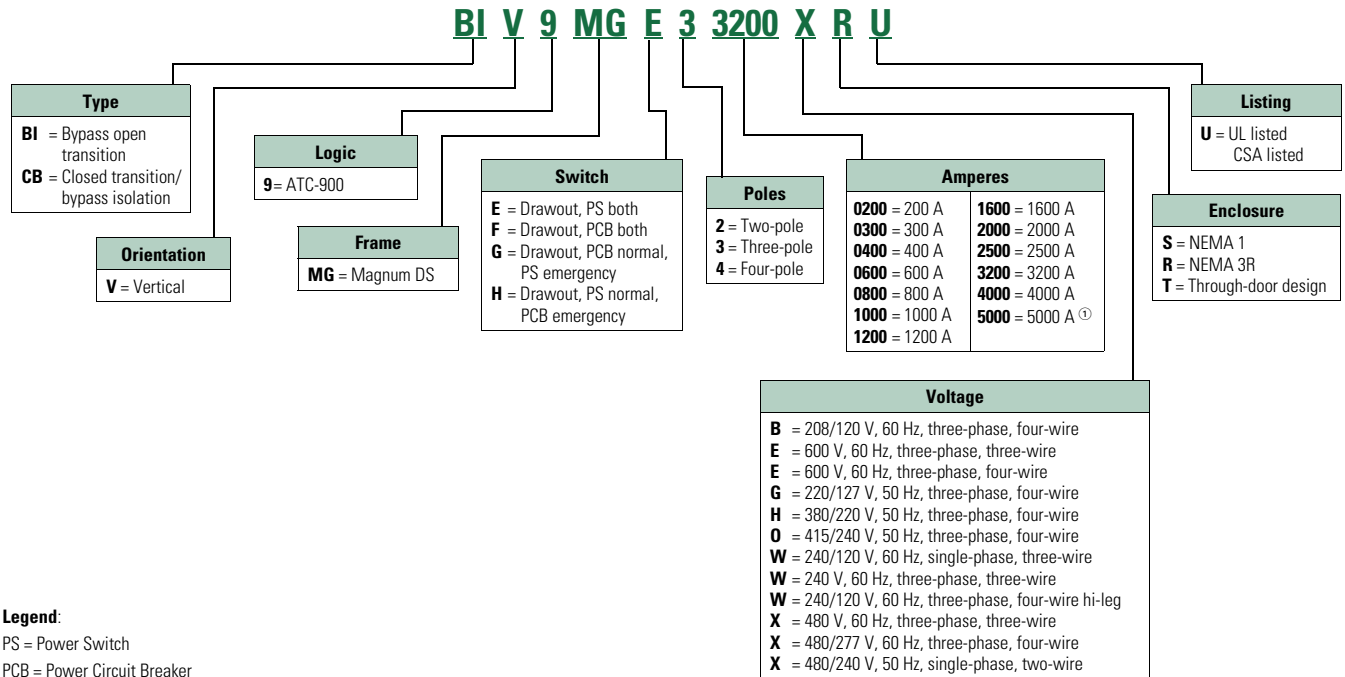 BI V 9 MG E 3 3200 X R U
Type
BI = Bypass open
transition
CB = Closed transition/
bypass isolation
Orientation
V = Vertical
Logic
9= ATC-900
Frame
MG = Magnum DS
Switch
E = Drawout, PS both
F = Drawout, PCB both
G = Drawout, PCB normal,
PS emergency
H = Drawout, PS normal,
PCB emergency
Poles
2 = Two-pole
3 = Three-pole
4 = Four-pole
Amperes
0200 = 200 A
0300 = 300 A
0400 = 400 A
0600 = 600 A
0800 = 800 A
1000 = 1000 A
1200 = 1200 A
1600 = 1600 A
2000 = 2000 A
2500 = 2500 A
3200 = 3200 A
4000 = 4000 A
5000 = 5000 A ①
Listing
U = UL listed
CSA listed
Enclosure
S = NEMA 1
R = NEMA 3R
T = Through-door design
Voltage
B = 208/120 V, 60 Hz, three-phase, four-wire
E = 600 V, 60 Hz, three-phase, three-wire
E = 600 V, 60 Hz, three-phase, four-wire
G = 220/127 V, 50 Hz, three-phase, four-wire
H = 380/220 V, 50 Hz, three-phase, four-wire
O = 415/240 V, 50 Hz, three-phase, four-wire
W = 240/120 V, 60 Hz, single-phase, three-wire
W = 240 V, 60 Hz, three-phase, three-wire
W = 240/120 V, 60 Hz, three-phase, four-wire hi-leg
X = 480 V, 60 Hz, three-phase, three-wire
X = 480/277 V, 60 Hz, three-phase, four-wire
X = 480/240 V, 50 Hz, single-phase, two-wire
Legend:
PS = Power Switch
PCB = Power Circuit Breaker